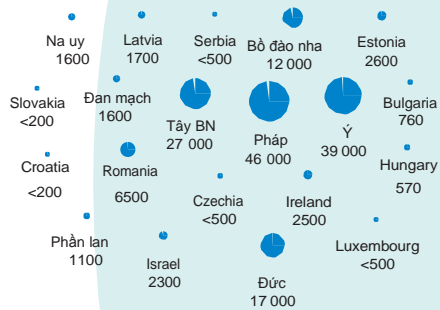 Na uy
1600
Latvia
1700
Serbia
<500
Bồ đào nha
12 000
Estonia
2600
Slovakia
<200
Đan mạch
1600
Tây BN
27 000
Pháp
46 000
Ý
39 000
Bulgaria
760
Croatia
<200
Romania
6500
Czechia
<500
Ireland
2500
Hungary
570
Phần lan
1100
Israel
2300
Đức
17 000
Luxembourg
<500